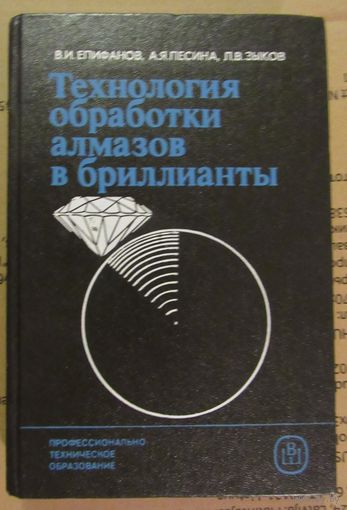 В.И. ЕПИФАНОВ, А.Я. ПЕСИНА, Л.В. ЗЫКОВ
Технология
обработки
алмазов
в бриллианты
ПРОФЕССИОНАЛЬНО
ТЕХНИЧЕСКОЕ
ОБРАЗОВАНИЕ
В
Ш